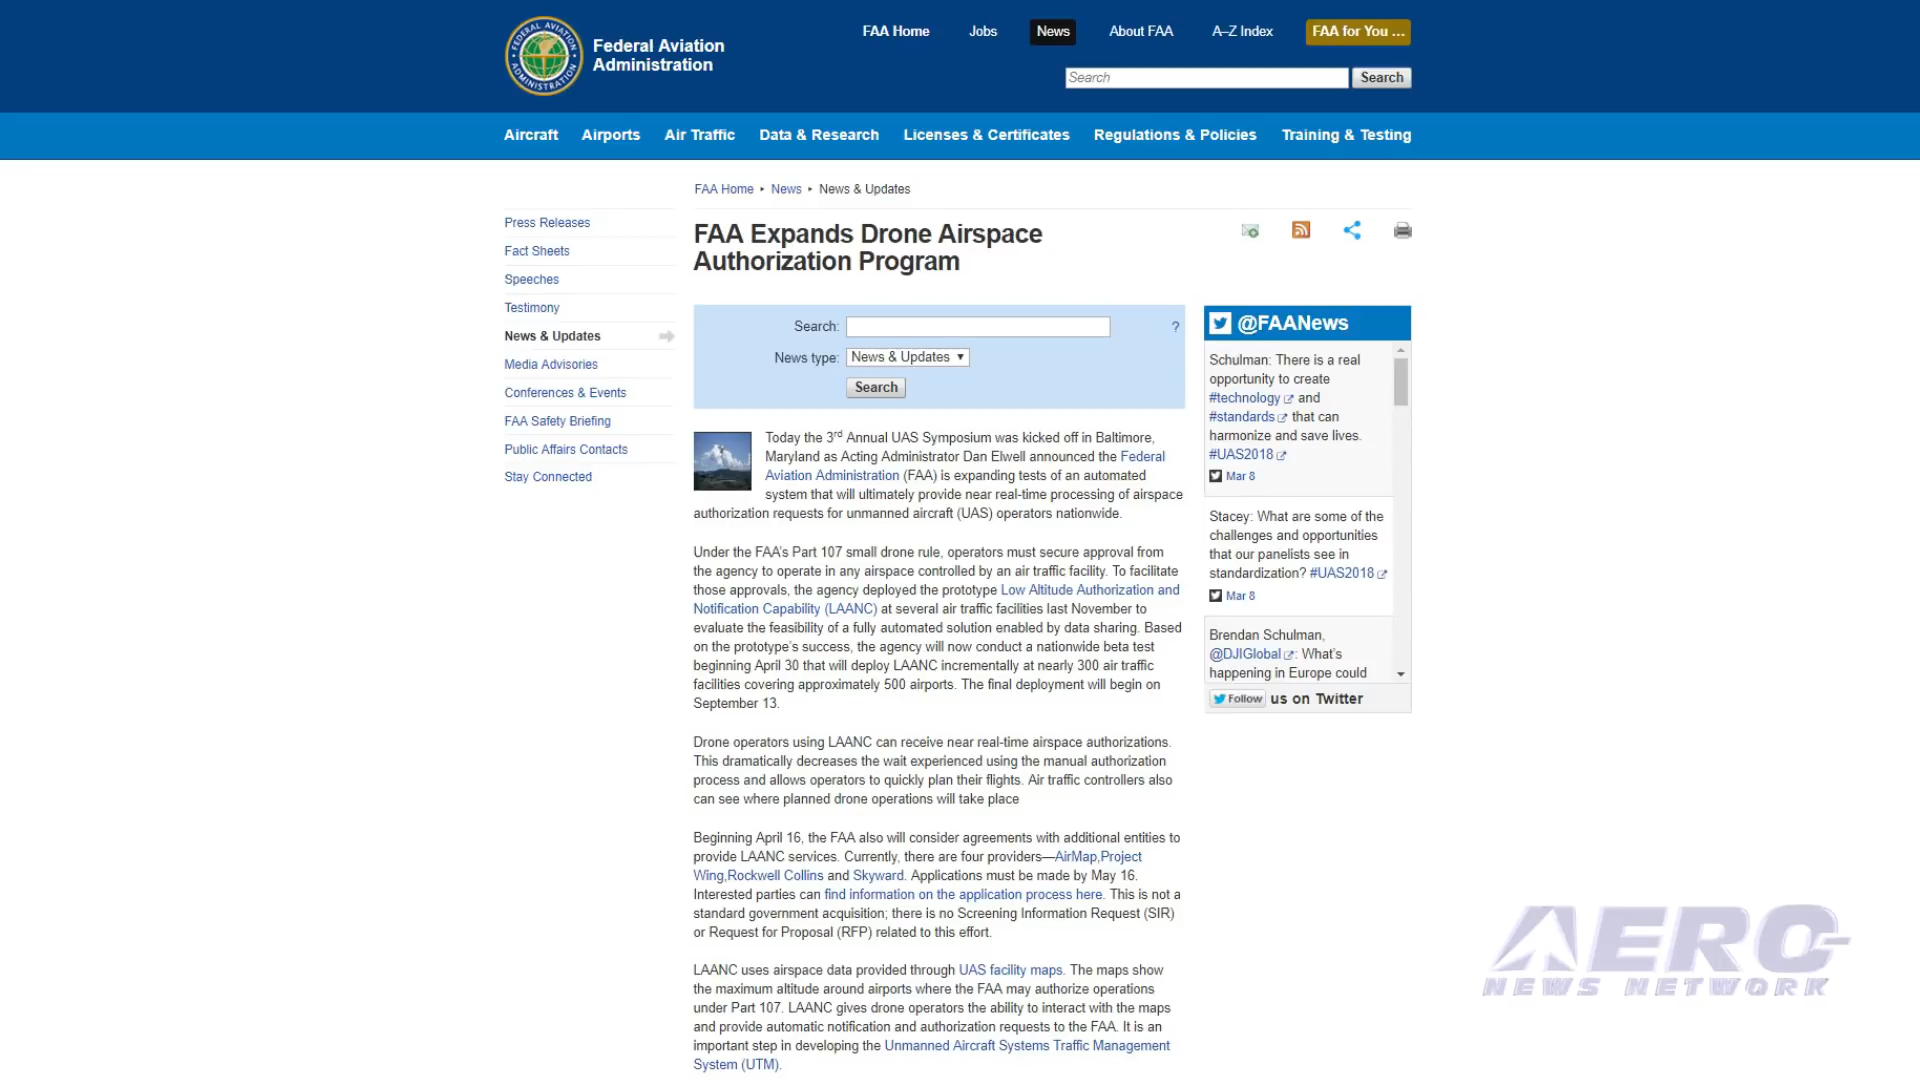 Federal Aviation
Administration
FAA Home
Jobs
News
About FAA
A–Z Index
FAA for You ...
Search
Search
Aircraft
Airports
Air Traffic
Data & Research
Licenses & Certificates
Regulations & Policies
Training & Testing
FAA Home ▸ News ▸ News & Updates
Press Releases
Fact Sheets
Speeches
Testimony
News & Updates
Media Advisories
Conferences & Events
FAA Safety Briefing
Public Affairs Contacts
Stay Connected
FAA Expands Drone Airspace
Authorization Program
Search:
?
News type: News & Updates
Search
Today the 3rd Annual UAS Symposium was kicked off in Baltimore,
Maryland as Acting Administrator Dan Elwell announced the Federal
Aviation Administration (FAA) is expanding tests of an automated
system that will ultimately provide near real-time processing of airspace
authorization requests for unmanned aircraft (UAS) operators nationwide.
Under the FAA's Part 107 small drone rule, operators must secure approval from
the agency to operate in any airspace controlled by an air traffic facility. To facilitate
those approvals, the agency deployed the prototype Low Altitude Authorization and
Notification Capability (LAANC) at several air traffic facilities last November to
evaluate the feasibility of a fully automated solution enabled by data sharing. Based
on the prototype's success, the agency will now conduct a nationwide beta test
beginning April 30 that will deploy LAANC incrementally at nearly 300 air traffic
facilities covering approximately 500 airports. The final deployment will begin on
September 13.
Drone operators using LAANC can receive near real-time airspace authorizations.
This dramatically decreases the wait experienced using the manual authorization
process and allows operators to quickly plan their flights. Air traffic controllers also
can see where planned drone operations will take place
Beginning April 16, the FAA also will consider agreements with additional entities to
provide LAANC services. Currently, there are four providers—AirMap,Project
Wing,Rockwell Collins and Skyward. Applications must be made by May 16.
Interested parties can find information on the application process here. This is not a
standard government acquisition; there is no Screening Information Request (SIR)
or Request for Proposal (RFP) related to this effort.
LAANC uses airspace data provided through UAS facility maps. The maps show
the maximum altitude around airports where the FAA may authorize operations
under Part 107. LAANC gives drone operators the ability to interact with the maps
and provide automatic notification and authorization requests to the FAA. It is an
important step in developing the Unmanned Aircraft Systems Traffic Management
System (UTM).
@FAANews
Schulman: There is a real
opportunity to create
#technology and
#standards that can
harmonize and save lives.
#UAS2018
Mar 8
Stacey: What are some of the
challenges and opportunities
that our panelists see in
standardization? #UAS2018
Mar 8
Brendan Schulman,
@DJIGlobal: What's
happening in Europe could
Follow us on Twitter
AERO
NEWS NETWORK
FEDERAL AVIATION
ADMINISTRATION